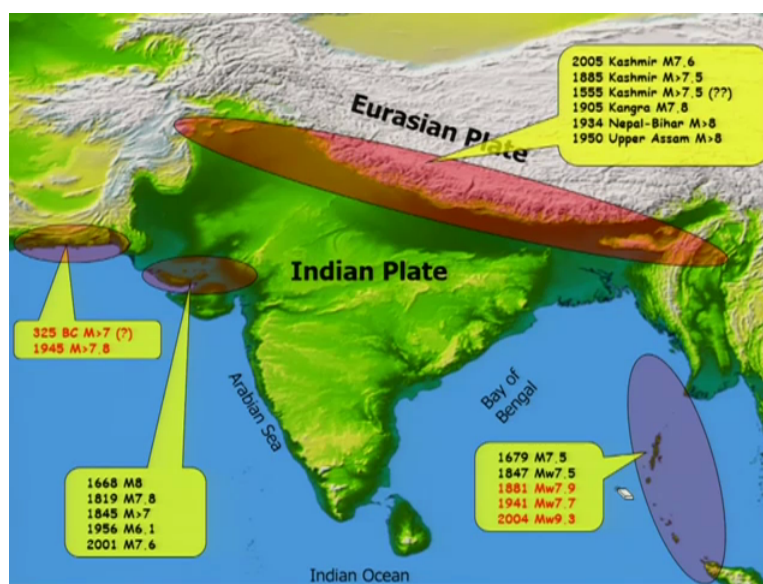 2005 Kashmir M7.6
1885 Kashmir M>7.5
1555 Kashmir M>7.5 (??)
1905 Kangra M7.8
1934 Nepal-Bihar M>8
1950 Upper Assam M>8
Eurasian Plate
Indian Plate
325 BC M>7 (?)
1945 M>7.8
Arabian Sea
Bay of
Bengal
1668 M8
1819 M7.8
1845 M>7
1956 M6.1
2001 M7.6
1679 M7.5
1847 Mw7.5
1881 Mw7.9
1941 Mw7.7
2004 Mw9.3
Indian Ocean